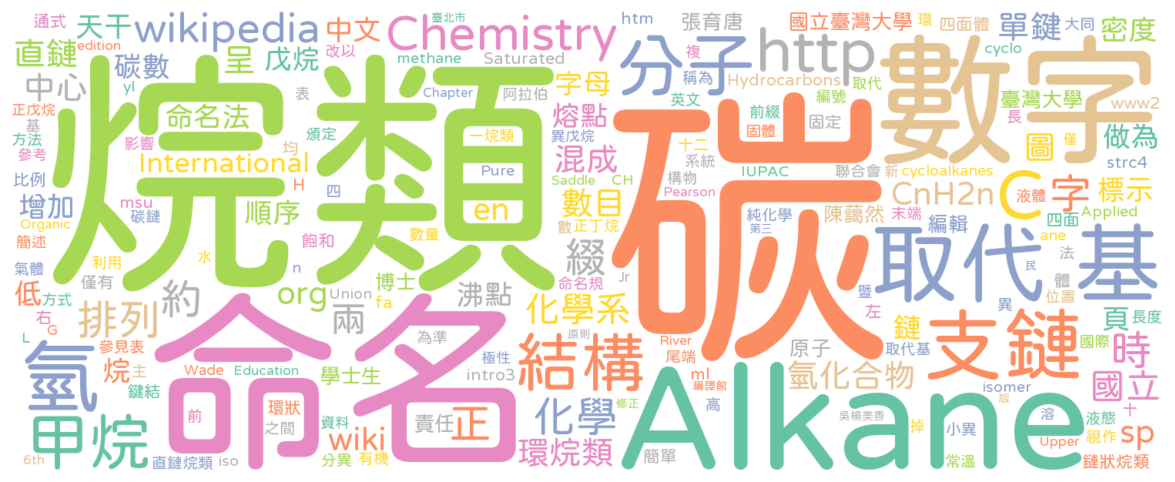 通式 天干 wikipedia 臺北市 中文 edition 改以 Chemistry htm 張育唐 國立臺灣大學 環 四面體 單鍵 大同 密度
直鏈 碳數 呈 戊烷 methane Saturated 分子 http 複 稱為 Hydrocarbons 取代 cyclo
中心 yl 表 Chapter 阿拉伯 字母 英文 前綴 編號 數字 臺灣大學 www2
正戊烷 基 命名法 頒定 一烷類 熔點 異戊烷 固體 固定 長 圖 做為
方法 影響 烷類 碳 十二 系統
參考 International 均 Pure 混成 構物 聯合會 新 cycloalkanes 液體 僅 strc4
比例 msu H 四 Saddle CH IUPAC CnH2n C 字 標示
增加 碳鏈 順序 en 數目 Pearson 純化學 陳藹然 末端 四面 Applied
Organic 簡述 飽和 數量 數 正丁烷 第三 編輯 ane 法
氣體 利用 水 n 博士 綴 命名規 Jr 取代基 體 位置 民
低 方式 僅有 org Union fa 沸點 暨 異 頁 長度
右 排列 約 兩 化學系 原則 左 鏈 國際
L G 參見表 命名 為準 River 原子 支鏈 時
氫 烷 主 Wade Education 極性 結構 尾端 取代基 國立
鍵結 學士生 intro3 ml 編譯館 氫化合物 isomer 版
甲烷 前 環狀 資料 修正 化學 Alkane 高 吳橋美香 掉 小異 液態 十 溶
之間 wiki 責任 正 視作 sp
6th 直鏈烷類 iso 分異 有機 環烷類 簡單 常溫 Upper 鏈狀烷類